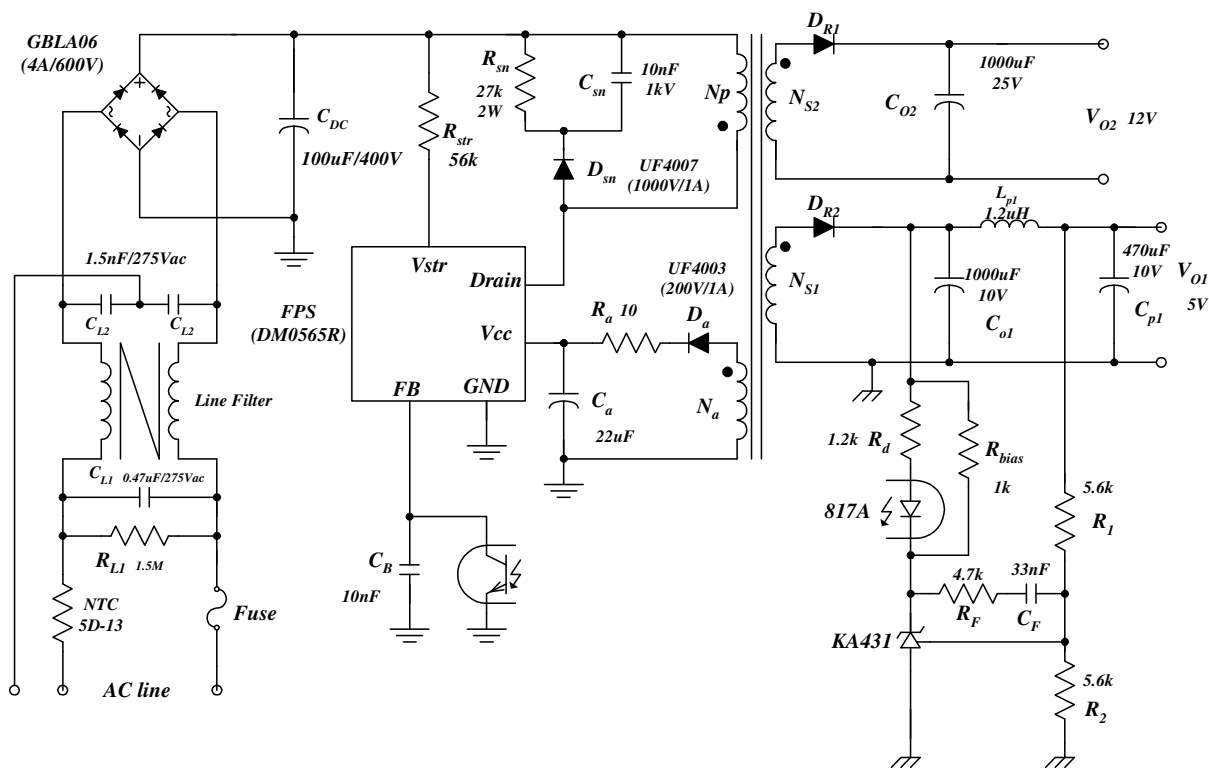 GBLA06
(4A/600V)
C_DC
100uF/400V
R_str
56k
R_sn
27k
2W
C_sn
10nF
1kV
D_sn
UF4007
(1000V/1A)
Np
N_S2
D_R1
C_O2
1000uF
25V
V_O2 12V
D_R2
L_p1
1.2uH
N_S1
1000uF
10V
C_o1
470uF
10V
C_p1
V_O1
5V
1.5nF/275Vac
C_L2
C_L2
FPS
(DM0565R)
Vstr
Drain
Vcc
FB
GND
R_a 10
UF4003
(200V/1A)
D_a
N_a
C_a
22uF
Line Filter
C_L1 0.47uF/275Vac
R_L1 1.5M
NTC
5D-13
Fuse
AC line
C_B
10nF
1.2k R_d
R_bias
1k
817A
5.6k
R_1
4.7k
R_F
33nF
C_F
KA431
5.6k
R_2